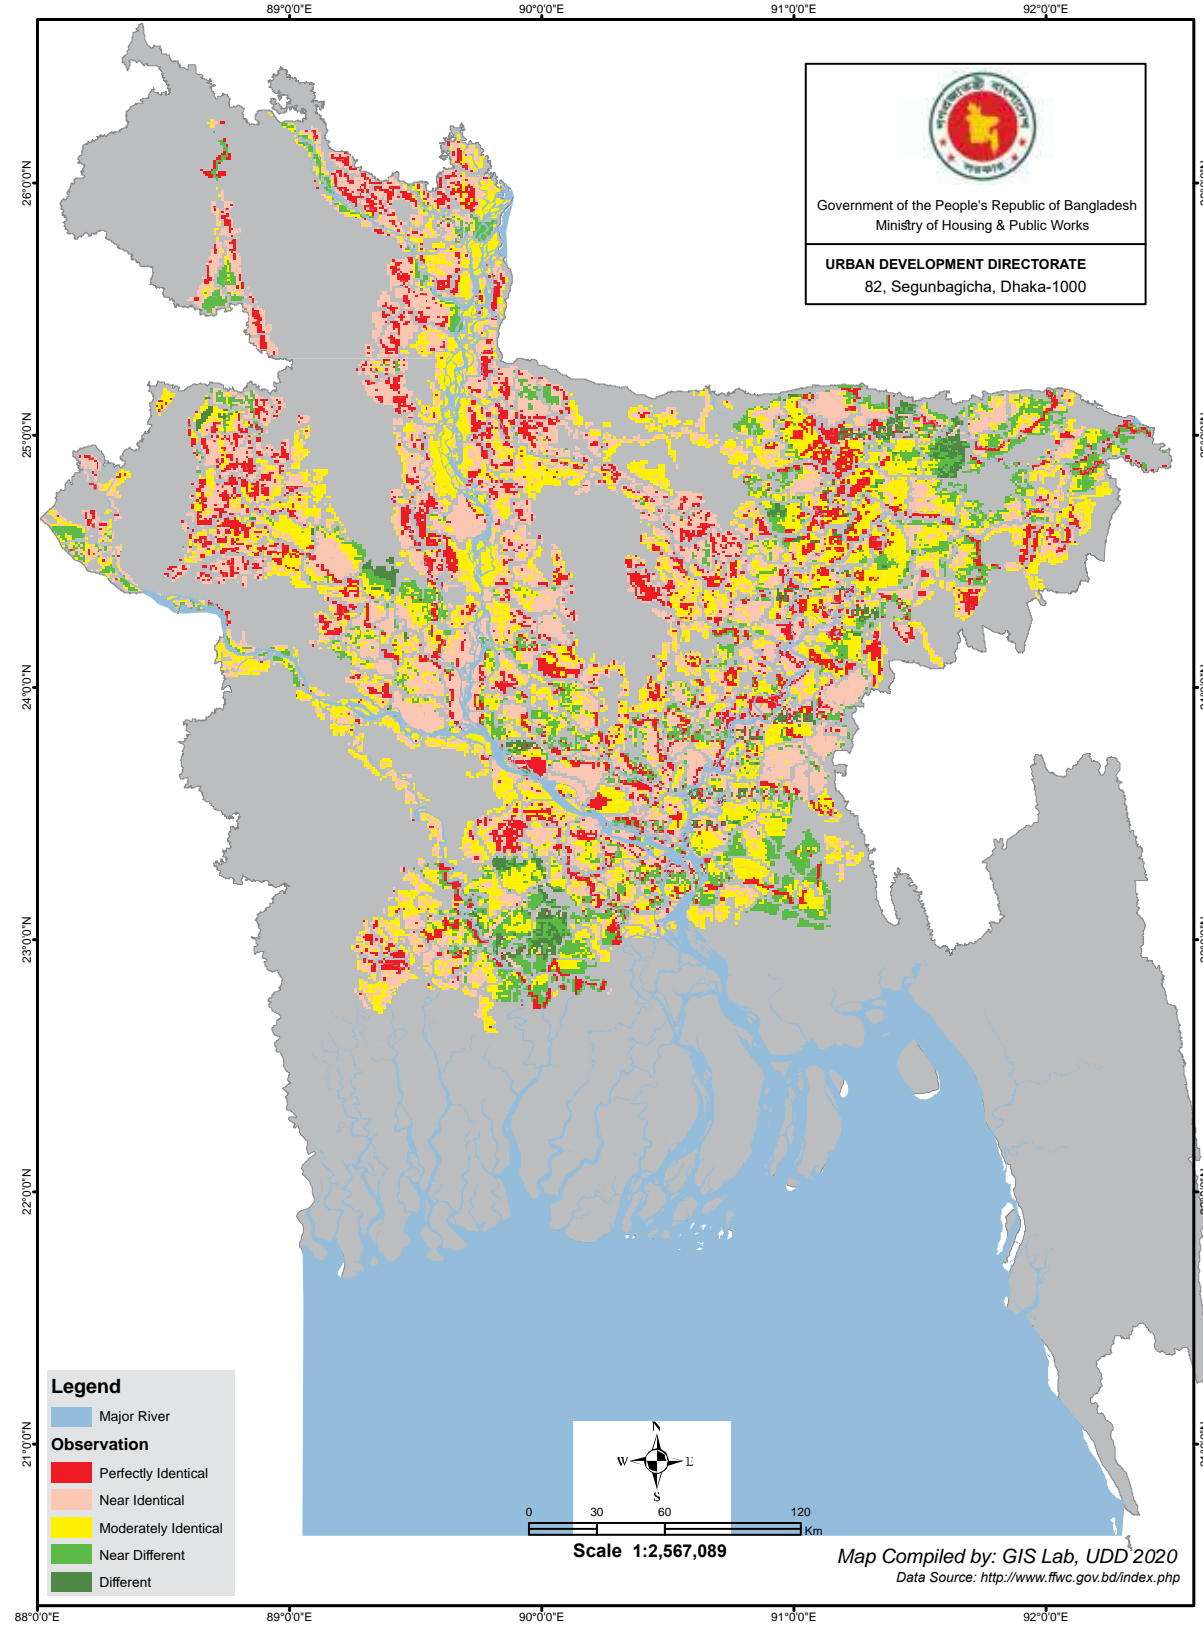 89°0'0"E
90°0'0"E
91°0'0"E
92°0'0"E
26°0'0"N
25°0'0"N
24°0'0"N
23°0'0"N
22°0'0"N
21°0'0"N
গণপ্রজাতন্ত্রী বাংলাদেশ
সরকার
Government of the People's Republic of Bangladesh
Ministry of Housing & Public Works
URBAN DEVELOPMENT DIRECTORATE
82, Segunbagicha, Dhaka-1000
Legend
Major River
Observation
Perfectly Identical
Near Identical
Moderately Identical
Near Different
Different
N
W E
S
0 30 60 120
Km
Scale 1:2,567,089
Map Compiled by: GIS Lab, UDD 2020
Data Source: http://www.ffwc.gov.bd/index.php
88°0'0"E
89°0'0"E
90°0'0"E
91°0'0"E
92°0'0"E